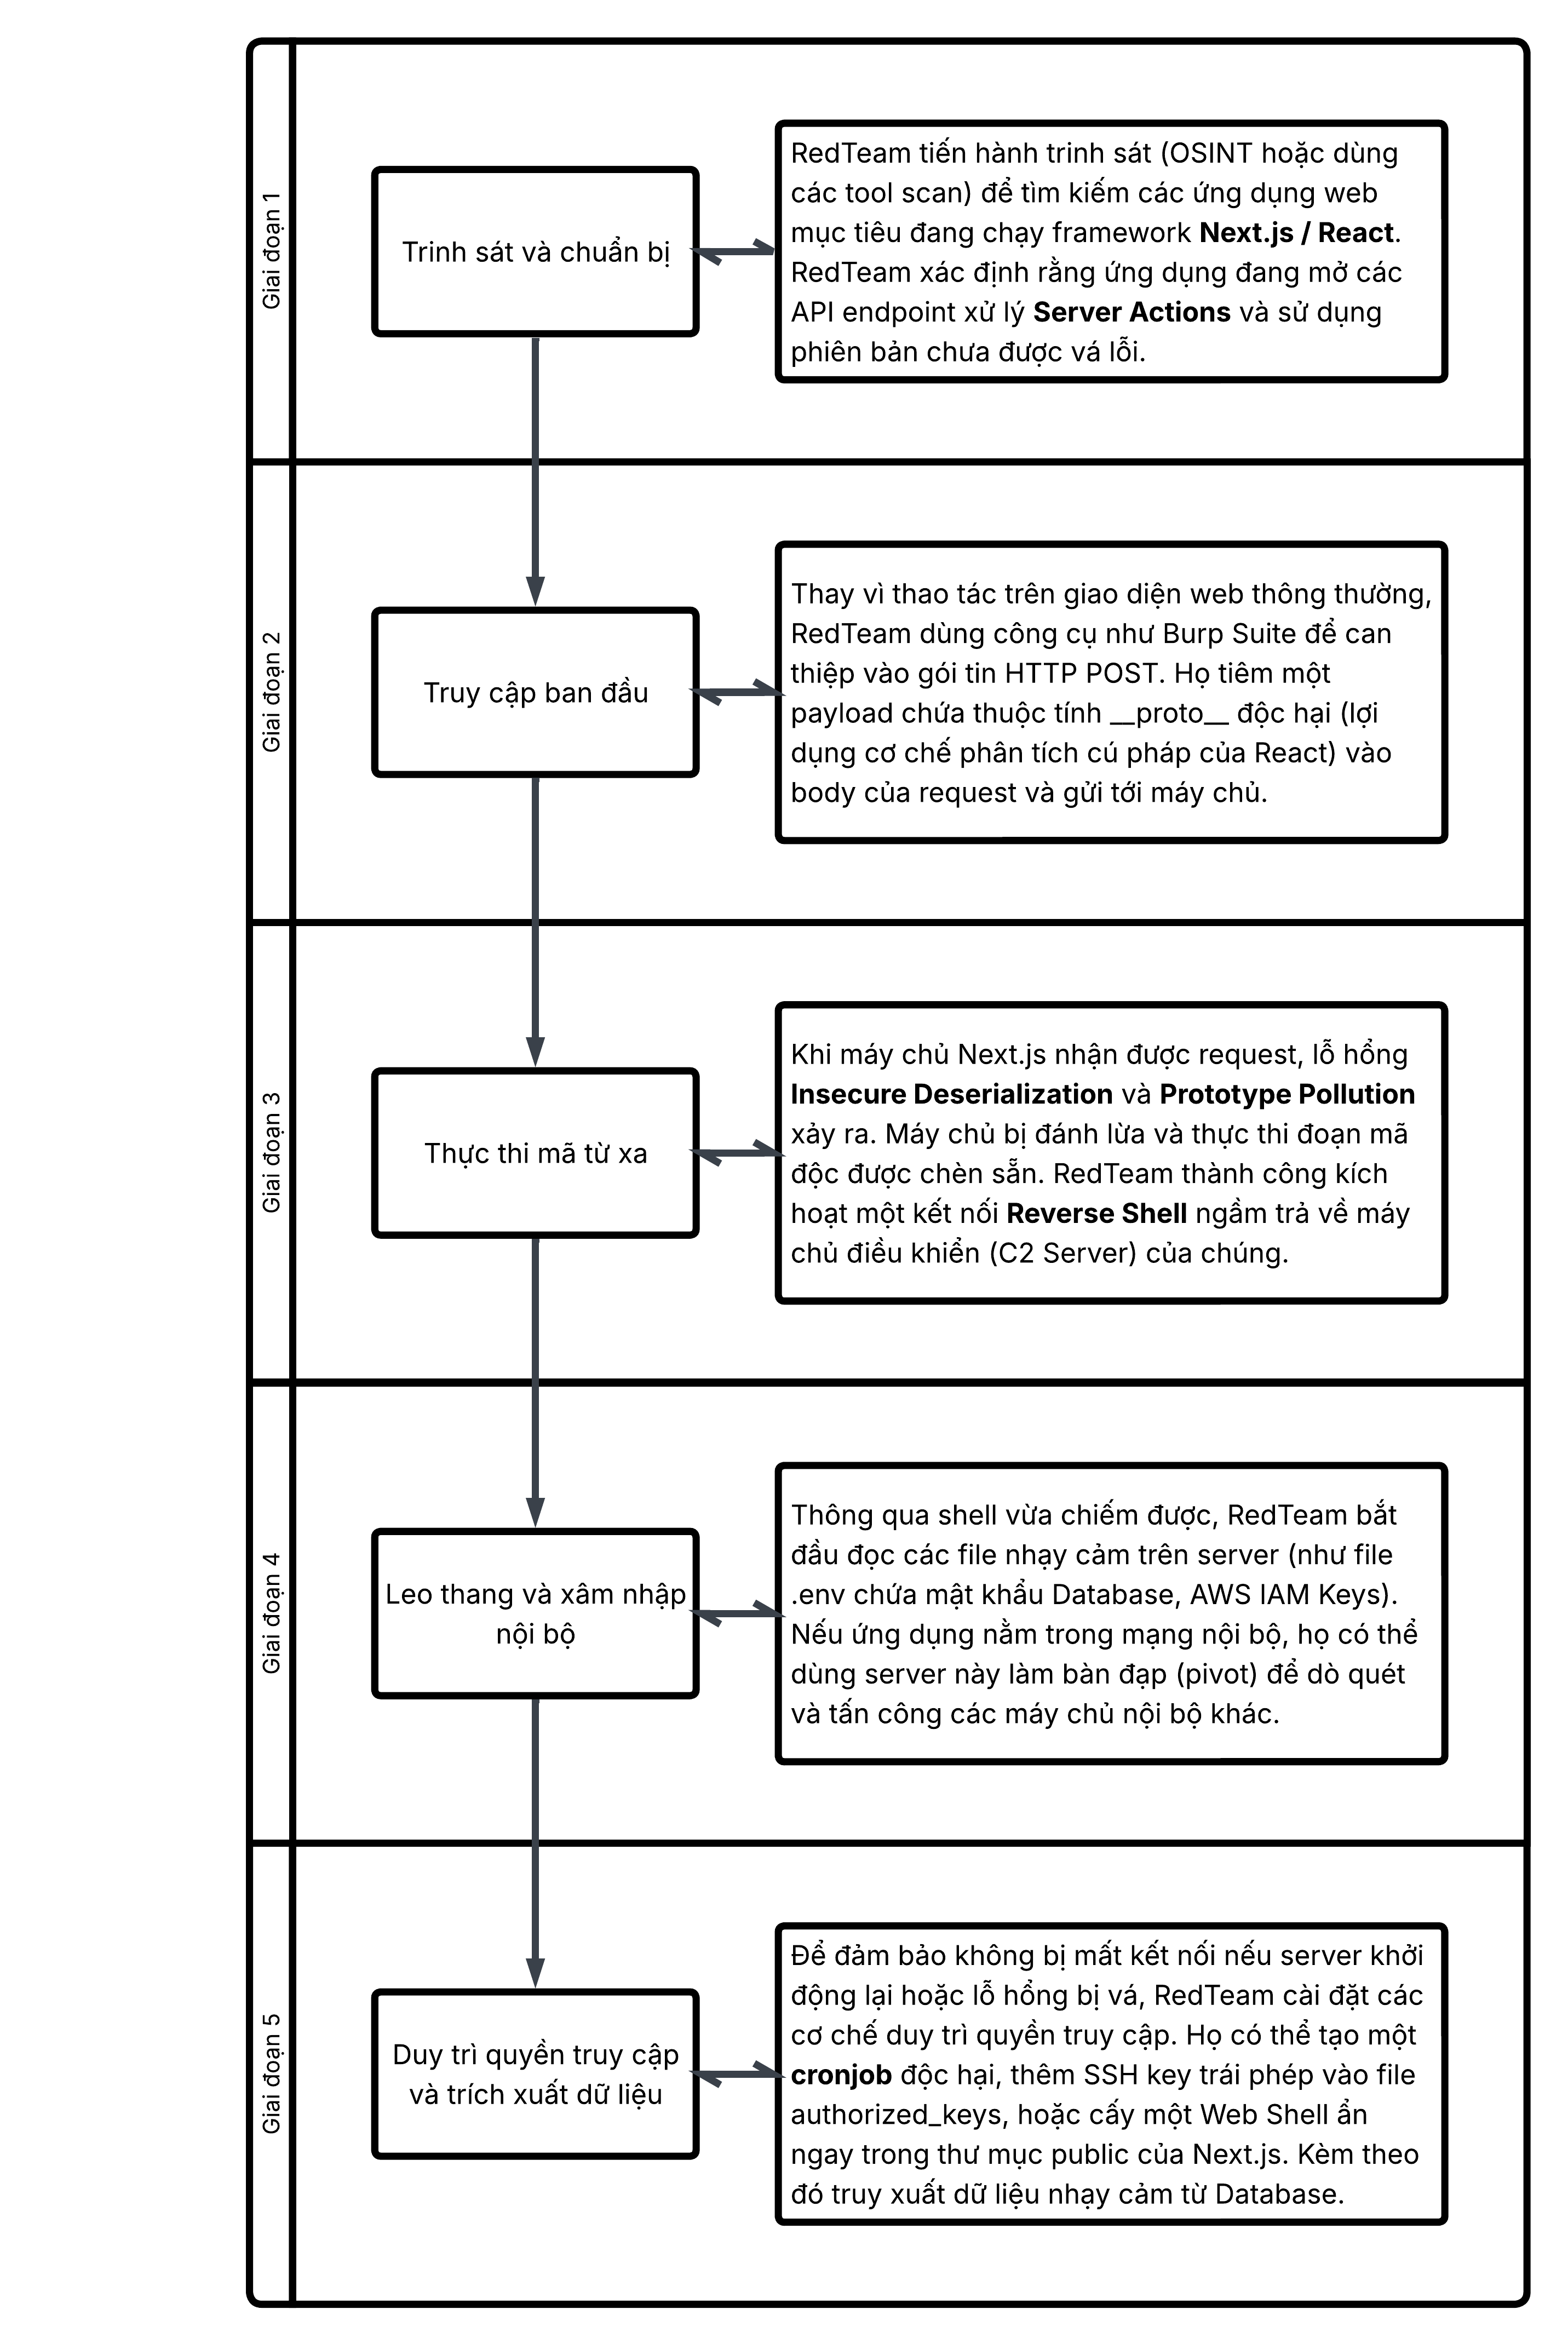 Giai đoạn 1
Trinh sát và chuẩn bị
RedTeam tiến hành trinh sát (OSINT hoặc dùng
các tool scan) để tìm kiếm các ứng dụng web
mục tiêu đang chạy framework Next.js / React.
RedTeam xác định rằng ứng dụng đang mở các
API endpoint xử lý Server Actions và sử dụng
phiên bản chưa được vá lỗi.
Giai đoạn 2
Truy cập ban đầu
Thay vì thao tác trên giao diện web thông thường,
RedTeam dùng công cụ như Burp Suite để can
thiệp vào gói tin HTTP POST. Họ tiêm một
payload chứa thuộc tính __proto__ độc hại (lợi
dụng cơ chế phân tích cú pháp của React) vào
body của request và gửi tới máy chủ.
Giai đoạn 3
Thực thi mã từ xa
Khi máy chủ Next.js nhận được request, lỗ hổng
Insecure Deserialization và Prototype Pollution
xảy ra. Máy chủ bị đánh lừa và thực thi đoạn mã
độc được chèn sẵn. RedTeam thành công kích
hoạt một kết nối Reverse Shell ngầm trả về máy
chủ điều khiển (C2 Server) của chúng.
Giai đoạn 4
Leo thang và xâm nhập
nội bộ
Thông qua shell vừa chiếm được, RedTeam bắt
đầu đọc các file nhạy cảm trên server (như file
.env chứa mật khẩu Database, AWS IAM Keys).
Nếu ứng dụng nằm trong mạng nội bộ, họ có thể
dùng server này làm bàn đạp (pivot) để dò quét
và tấn công các máy chủ nội bộ khác.
Giai đoạn 5
Duy trì quyền truy cập
và trích xuất dữ liệu
Để đảm bảo không bị mất kết nối nếu server khởi
động lại hoặc lỗ hổng bị vá, RedTeam cài đặt các
cơ chế duy trì quyền truy cập. Họ có thể tạo một
cronjob độc hại, thêm SSH key trái phép vào file
authorized_keys, hoặc cấy một Web Shell ẩn
ngay trong thư mục public của Next.js. Kèm theo
đó truy xuất dữ liệu nhạy cảm từ Database.